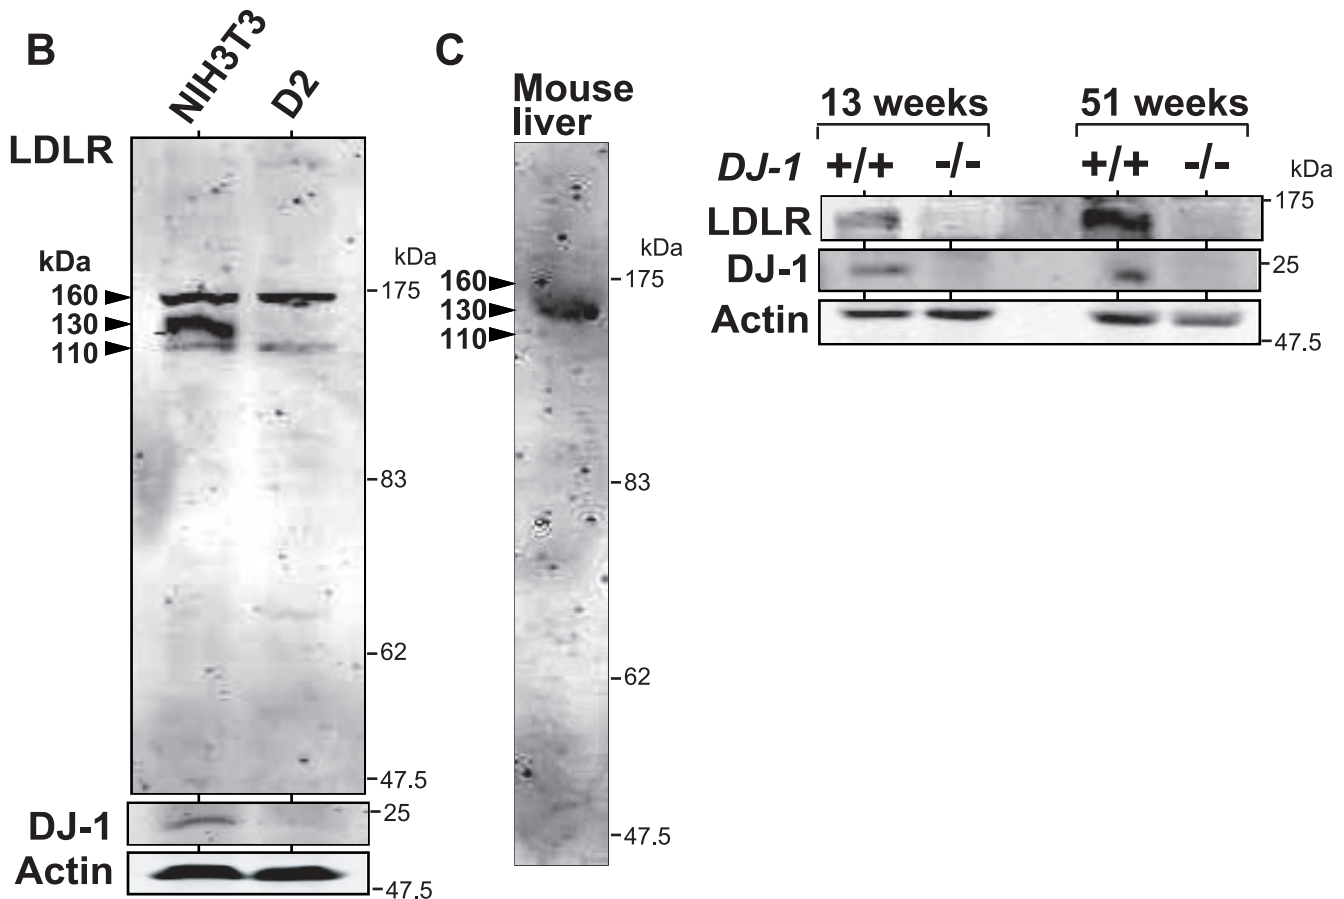 B
NIH3T3
D2
LDLR
kDa
160
130
110
kDa
175
83
62
47.5
DJ-1
25
Actin
47.5
C
Mouse
liver
160
130
110
kDa
175
83
62
47.5
13 weeks 51 weeks
DJ-1 +/+ -/- +/+ -/-
kDa
175
LDLR
DJ-1 25
Actin
47.5